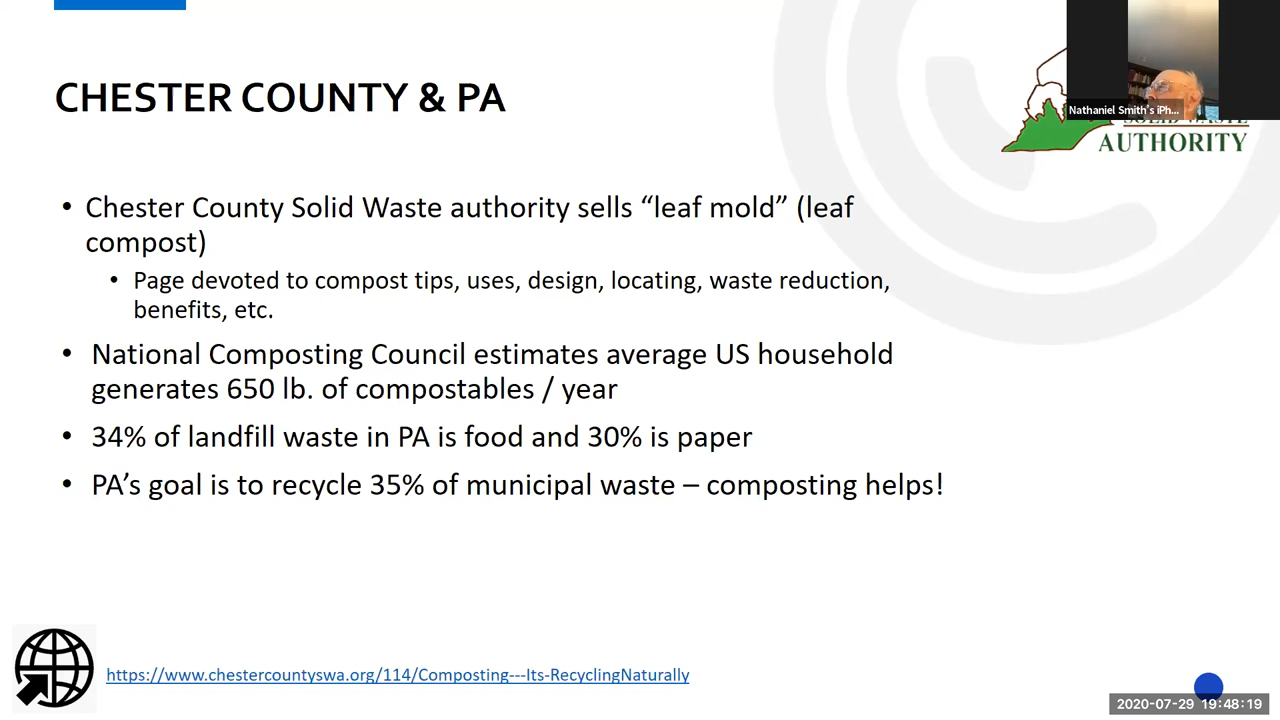 CHESTER COUNTY & PA
Nathaniel Smith's iPh...
AUTHORITY
• Chester County Solid Waste authority sells “leaf mold” (leaf
compost)
• Page devoted to compost tips, uses, design, locating, waste reduction,
benefits, etc.
• National Composting Council estimates average US household
generates 650 lb. of compostables / year
• 34% of landfill waste in PA is food and 30% is paper
• PA’s goal is to recycle 35% of municipal waste – composting helps!
https://www.chestercountyswa.org/114/Composting---Its-RecyclingNaturally
2020-07-29 19:48:19